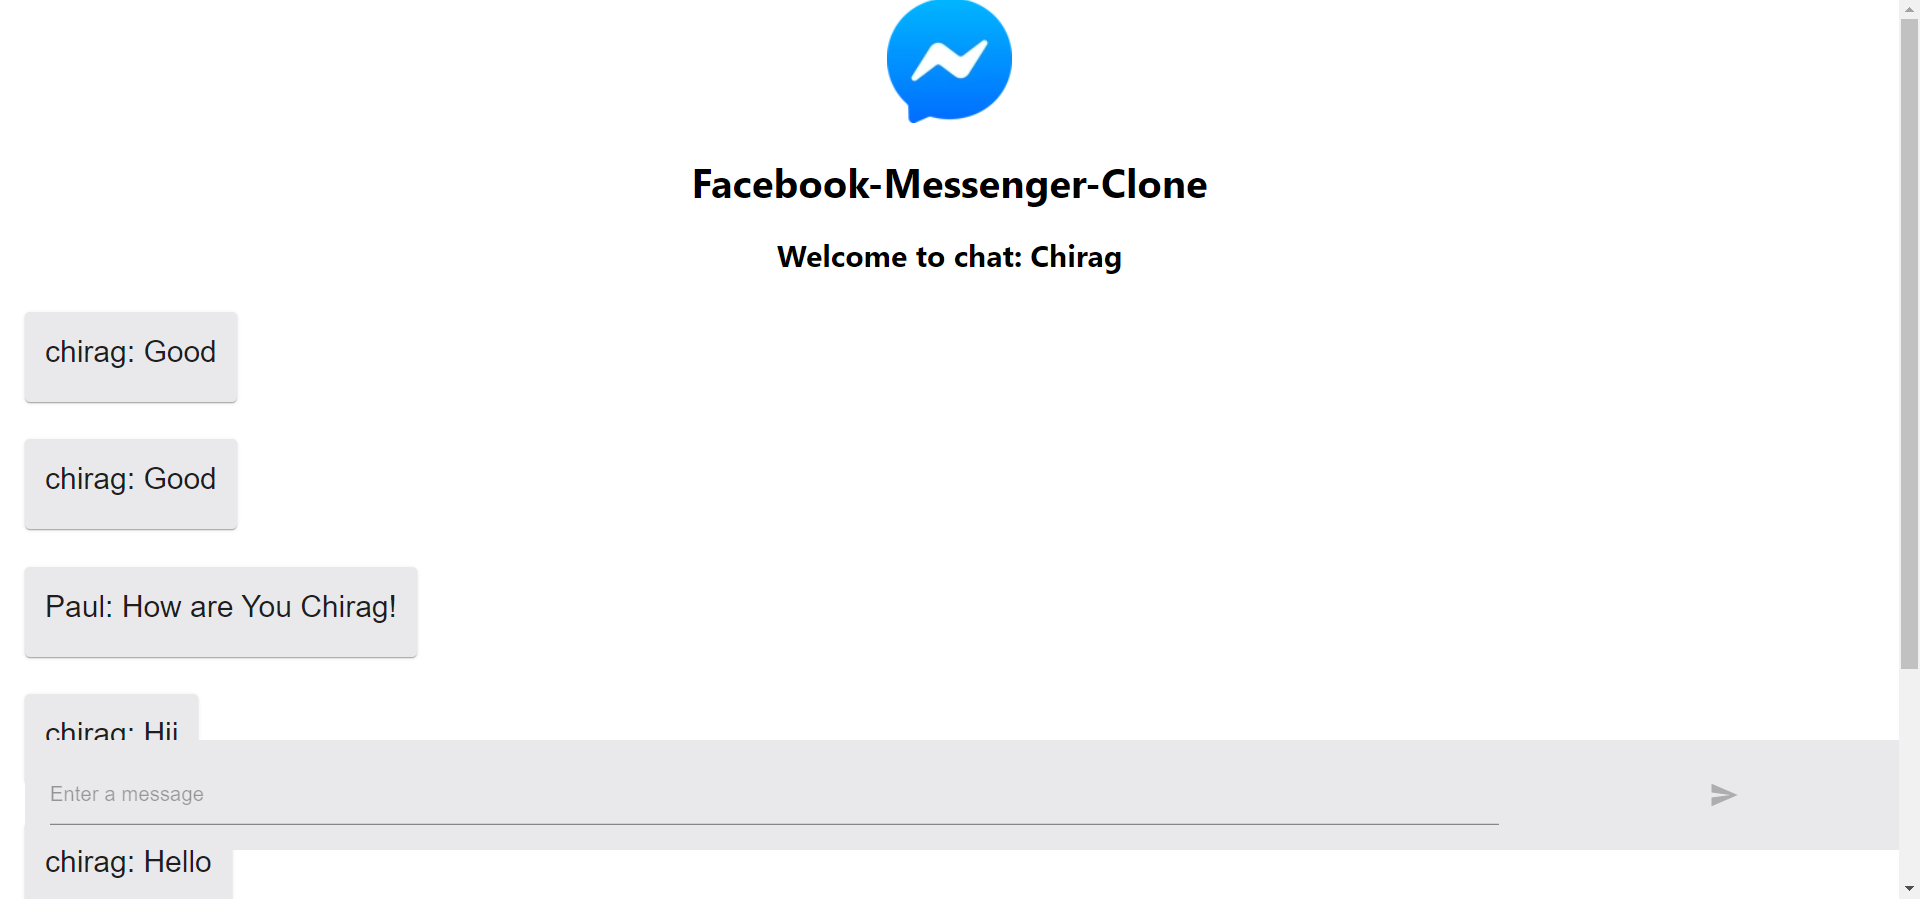 Facebook-Messenger-Clone
Welcome to chat: Chirag
chirag: Good
chirag: Good
Paul: How are You Chirag!
chirag: Hii
Enter a message
chirag: Hello